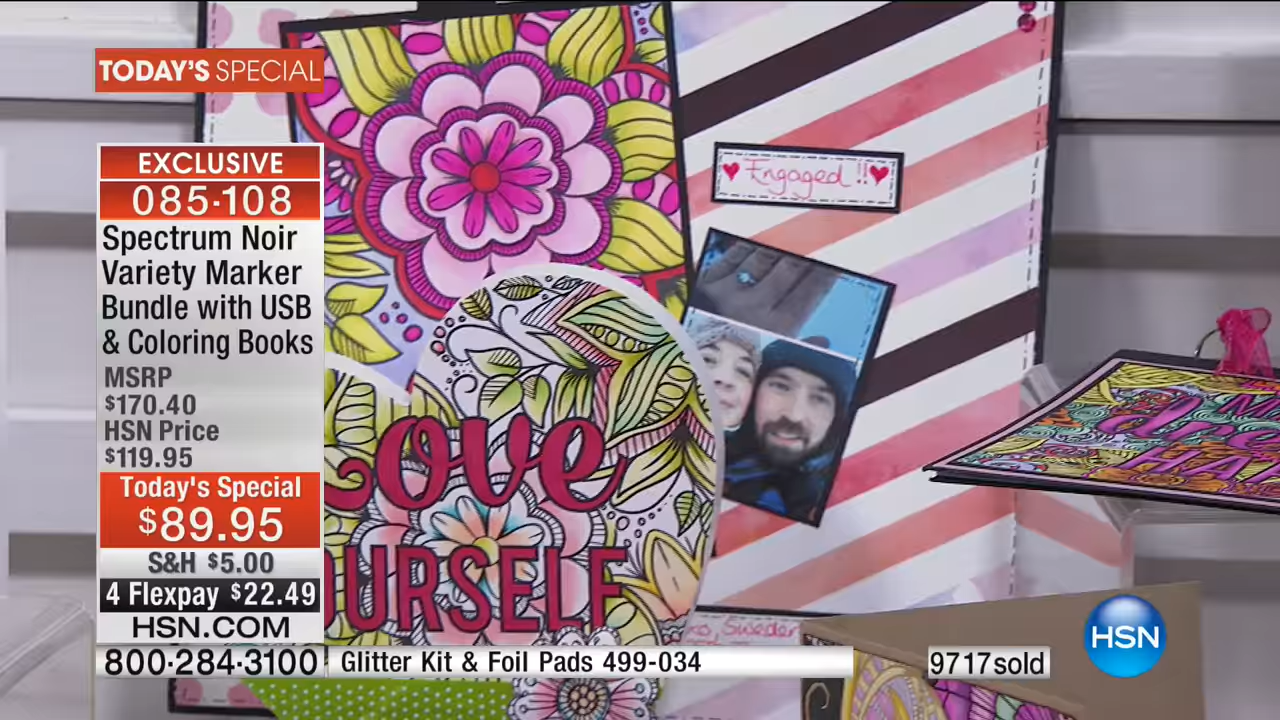 TODAY'S SPECIAL
EXCLUSIVE
085-108
Spectrum Noir
Variety Marker
Bundle with USB
& Coloring Books
MSRP
$170.40
HSN Price
$119.95
Today's Special
$89.95
S&H $5.00
4 Flexpay $22.49
HSN.COM
800-284-3100
Glitter Kit & Foil Pads 499-034
9717sold
HSN
Engaged !!
Love
URSELF
Sweden